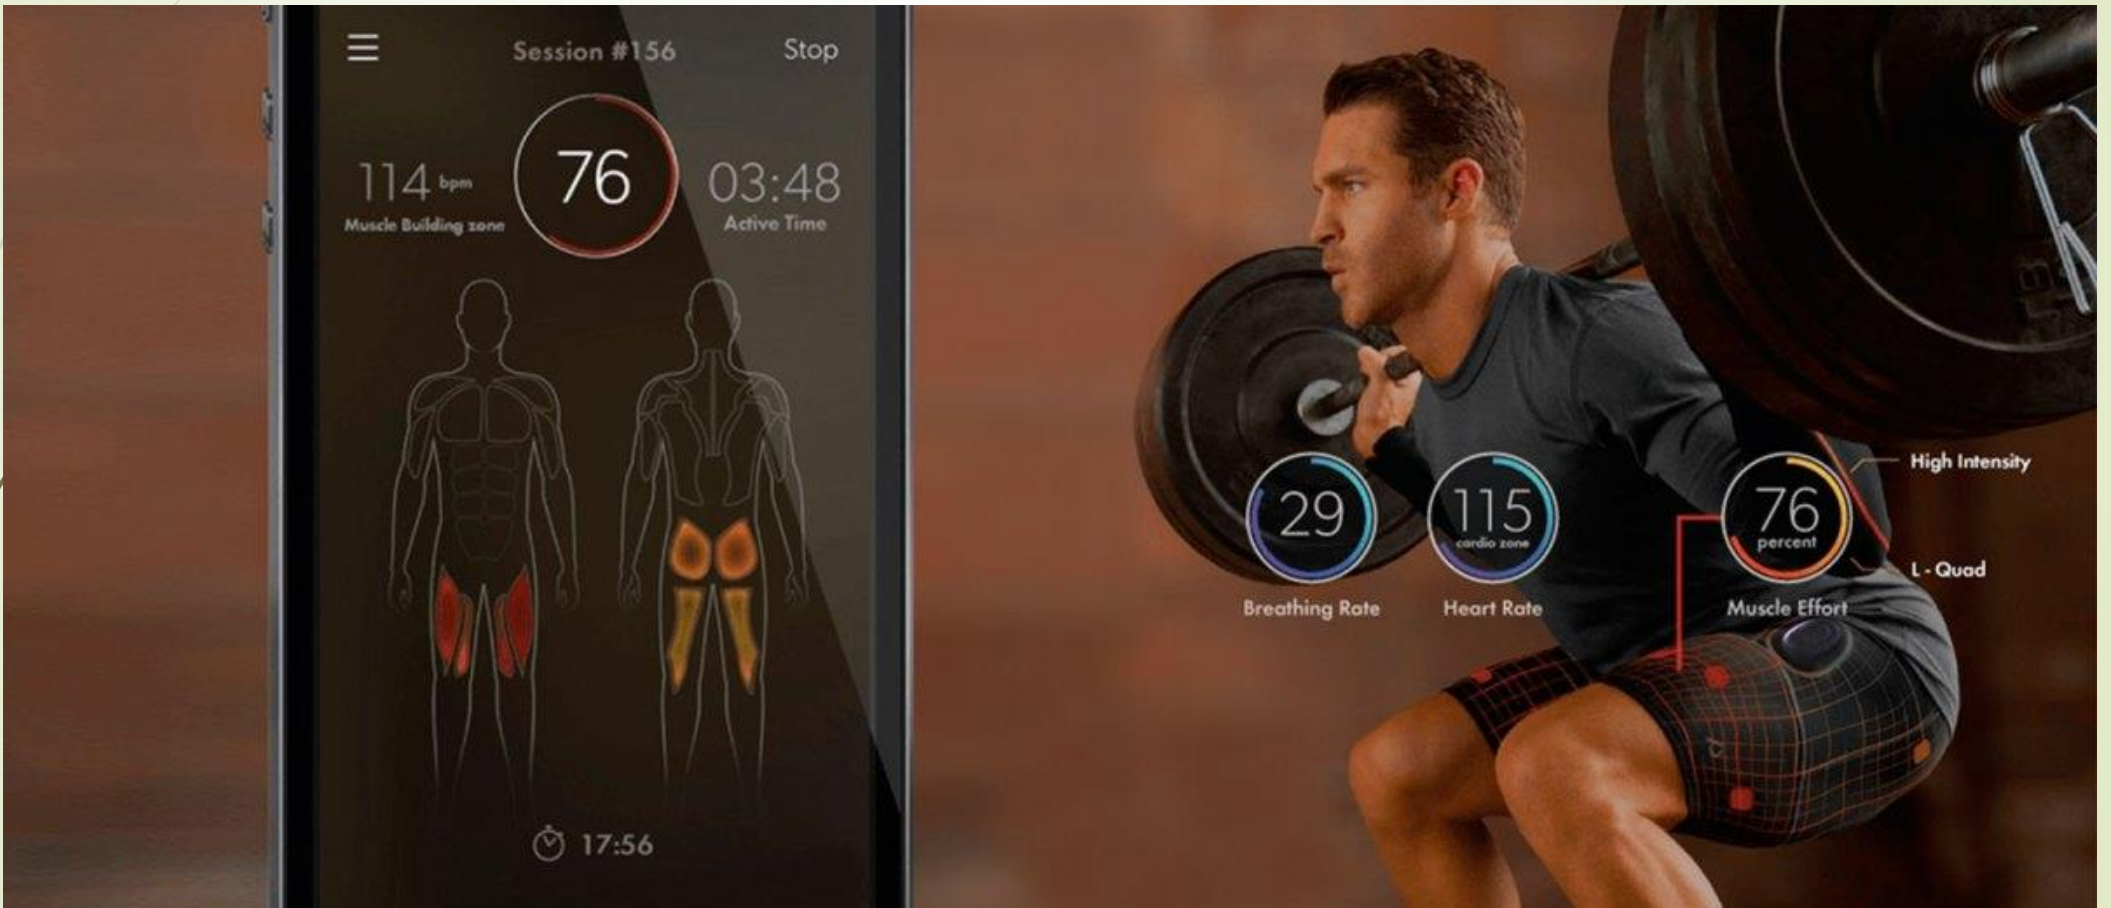 Session #156
Stop
76
114 bpm
Muscle Building zone
03:48
Active Time
17:56
29
Breathing Rate
115
cardio zone
Heart Rate
76
percent
Muscle Effort
High Intensity
L - Quad